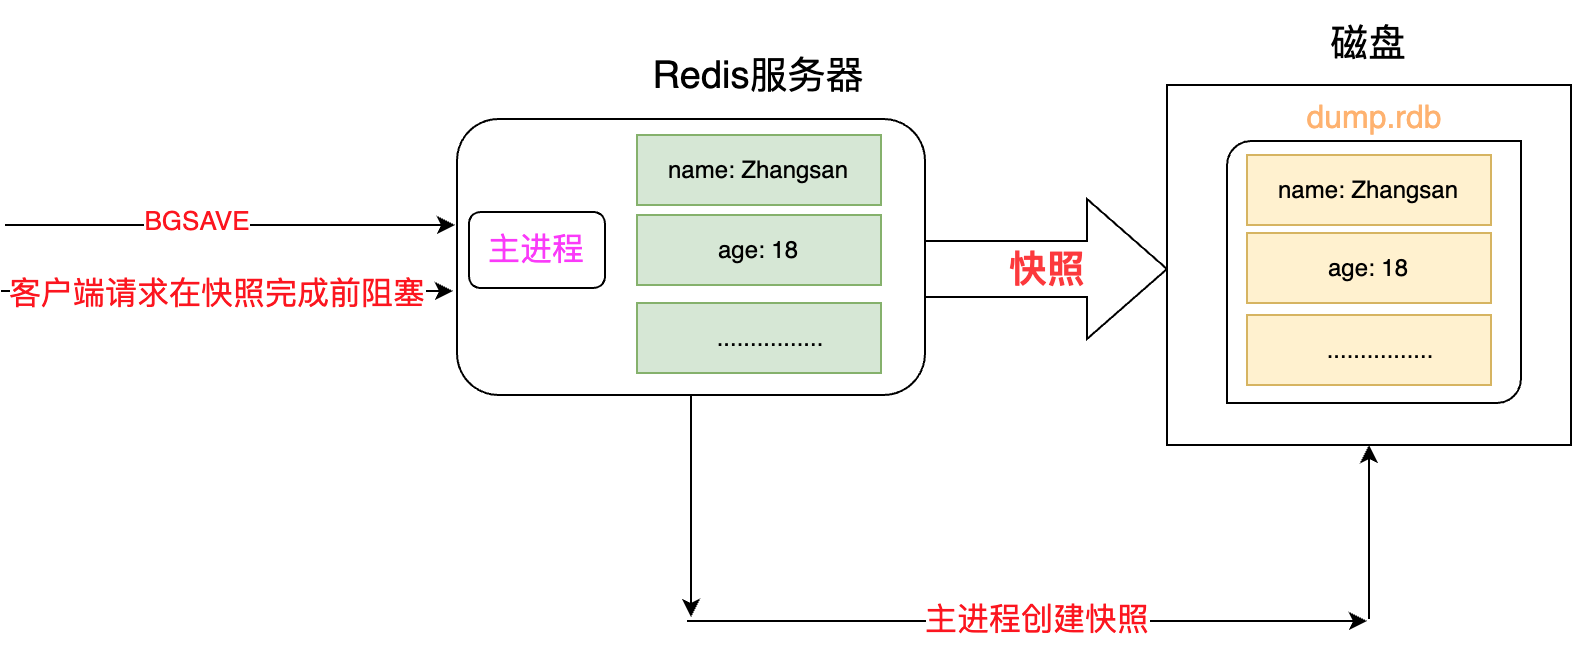 磁盘
Redis服务器
dump.rdb
name: Zhangsan
name: Zhangsan
BGSAVE
主进程
age: 18
快照
age: 18
客户端请求在快照完成前阻塞
................
................
主进程创建快照